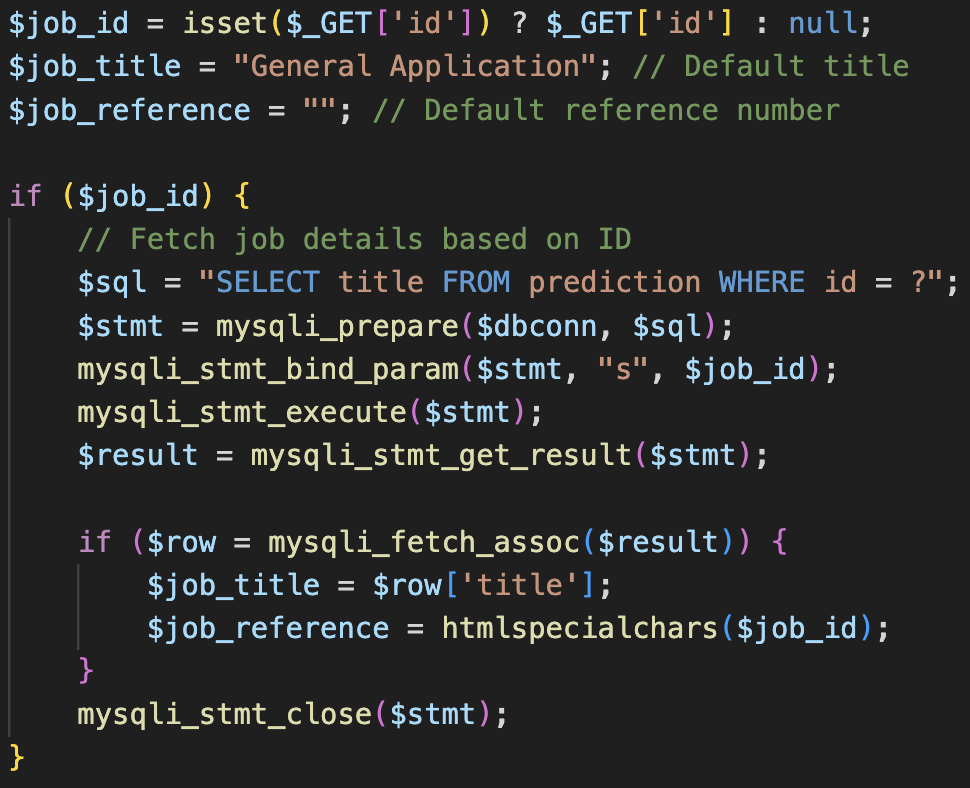 $job_id = isset($_GET['id']) ? $_GET['id'] : null;
$job_title = "General Application"; // Default title
$job_reference = ""; // Default reference number

if ($job_id) {
    // Fetch job details based on ID
    $sql = "SELECT title FROM prediction WHERE id = ?";
    $stmt = mysqli_prepare($dbconn, $sql);
    mysqli_stmt_bind_param($stmt, "s", $job_id);
    mysqli_stmt_execute($stmt);
    $result = mysqli_stmt_get_result($stmt);

    if ($row = mysqli_fetch_assoc($result)) {
        $job_title = $row['title'];
        $job_reference = htmlspecialchars($job_id);
    }
    mysqli_stmt_close($stmt);
}